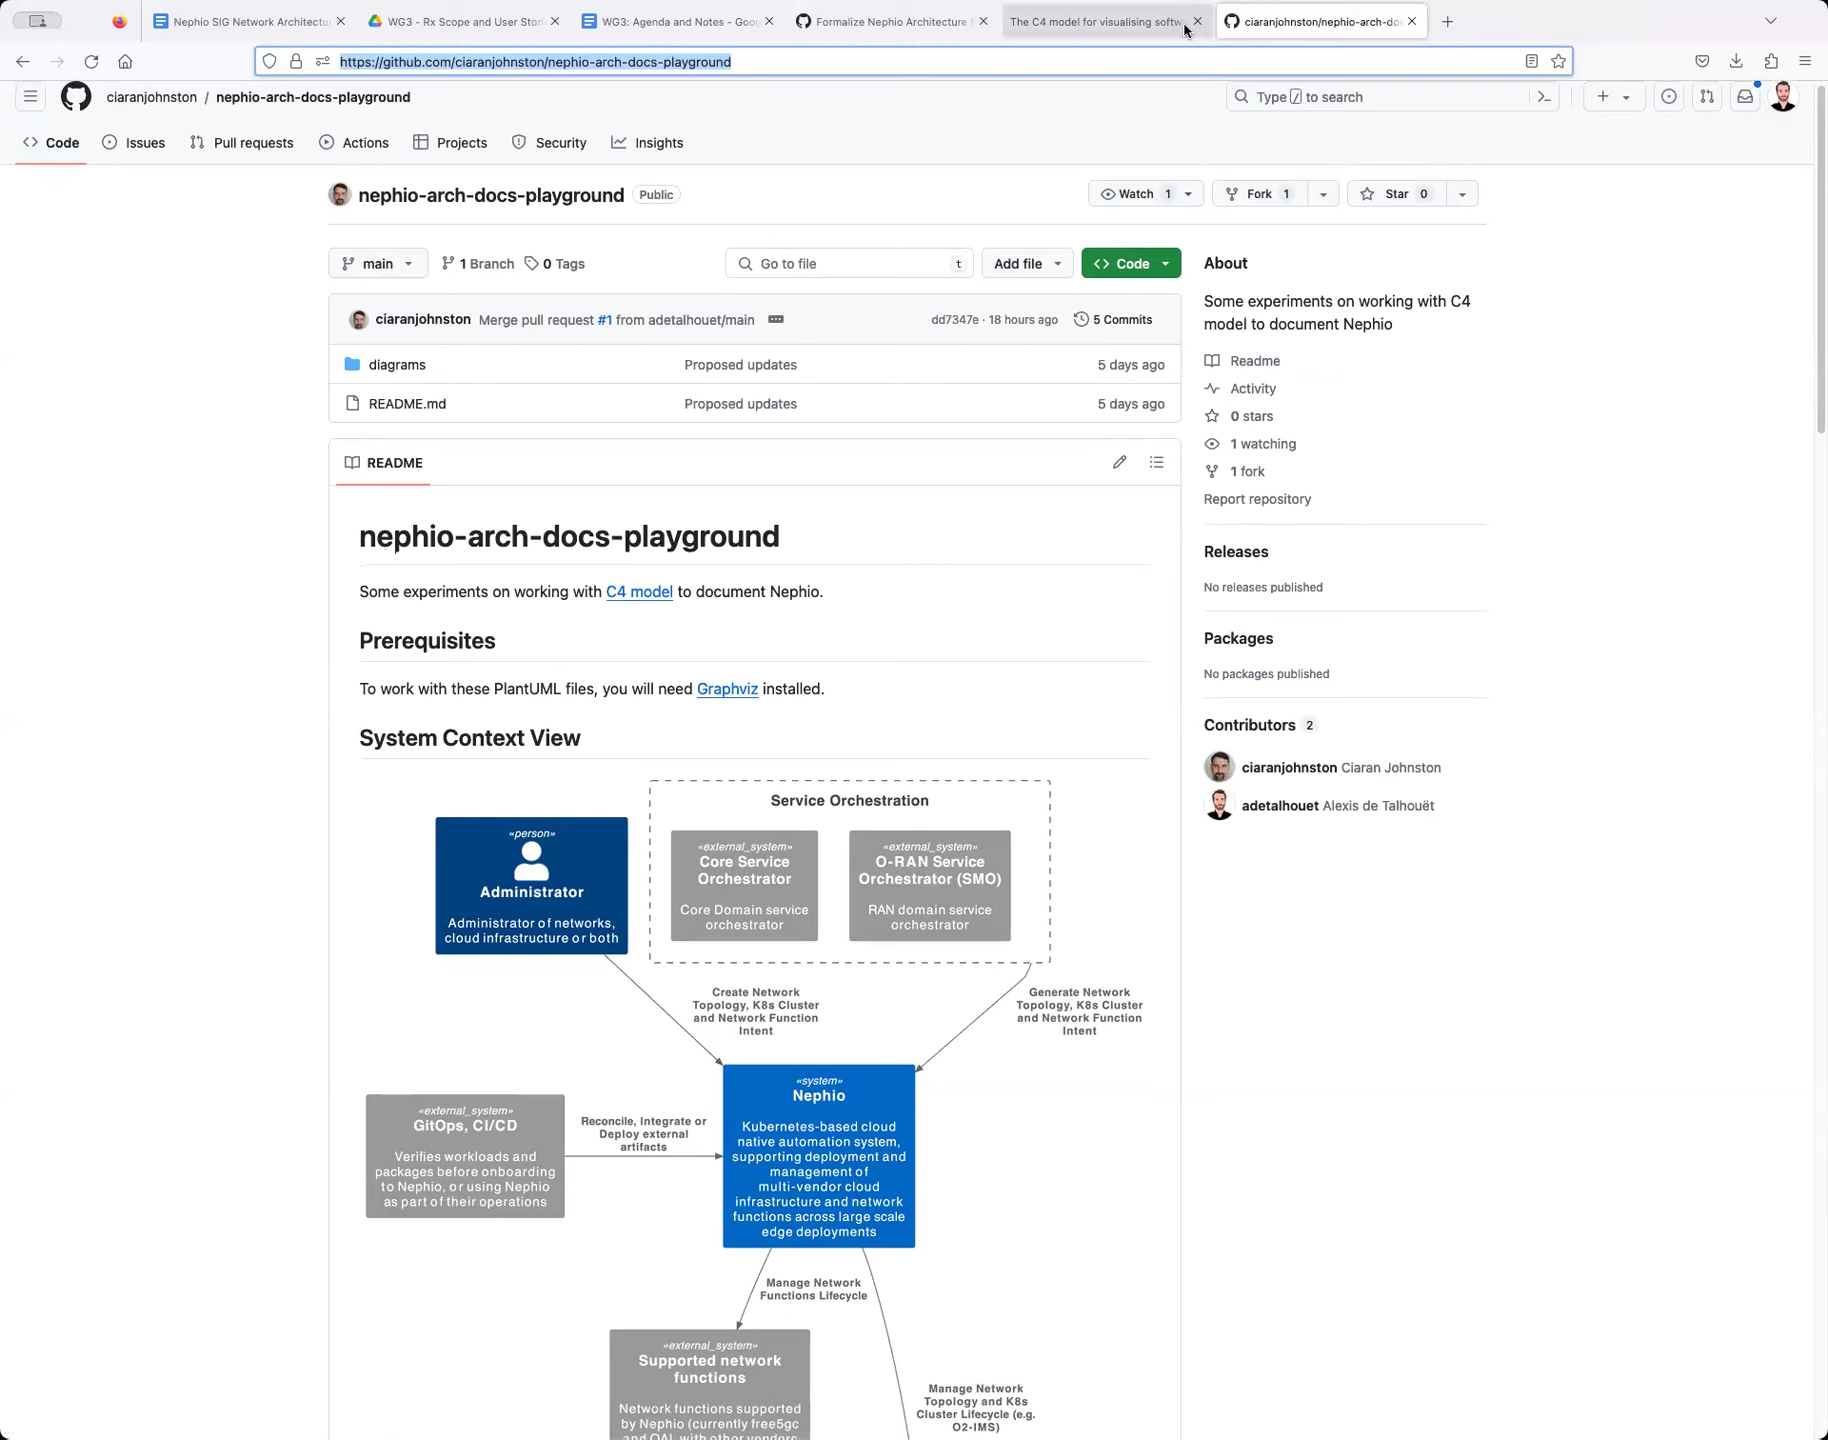 Nephio SIG Network Architectu
WG3 - Rx Scope and User Stori
WG3: Agenda and Notes - Goog
Formalize Nephio Architecture
The C4 model for visualising softw
ciaranjohnston/nephio-arch-doc
https://github.com/ciaranjohnston/nephio-arch-docs-playground
ciaranjohnston / nephio-arch-docs-playground
Type / to search
Code
Issues
Pull requests
Actions
Projects
Security
Insights
nephio-arch-docs-playground Public
Watch 1
Fork 1
Star 0
main
1 Branch
0 Tags
Go to file t
Add file
Code
ciaranjohnston Merge pull request #1 from adetalhouet/main
dd7347e · 18 hours ago
5 Commits
diagrams Proposed updates 5 days ago
README.md Proposed updates 5 days ago
README
nephio-arch-docs-playground
Some experiments on working with C4 model to document Nephio.
Prerequisites
To work with these PlantUML files, you will need Graphviz installed.
System Context View
«person»
Administrator
Administrator of networks,
cloud infrastructure or both
Service Orchestration
«external_system»
Core Service
Orchestrator
Core Domain service
orchestrator
«external_system»
O-RAN Service
Orchestrator (SMO)
RAN domain service
orchestrator
Create Network
Topology, K8s Cluster
and Network Function
Intent
Generate Network
Topology, K8s Cluster
and Network Function
Intent
«external_system»
GitOps, CI/CD
Verifies workloads and
packages before onboarding
to Nephio, or using Nephio
as part of their operations
Reconcile, Integrate or
Deploy external
artifacts
«system»
Nephio
Kubernetes-based cloud
native automation system,
supporting deployment and
management of
multi-vendor cloud
infrastructure and network
functions across large scale
edge deployments
Manage Network
Functions Lifecycle
«external_system»
Supported network
functions
Network functions supported
by Nephio (currently free5gc
and OAI, with other vendors
Manage Network
Topology and K8s
Cluster Lifecycle (e.g.
O2-IMS)
About
Some experiments on working with C4
model to document Nephio
Readme
Activity
0 stars
1 watching
1 fork
Report repository
Releases
No releases published
Packages
No packages published
Contributors 2
ciaranjohnston Ciaran Johnston
adetalhouet Alexis de Talhouët